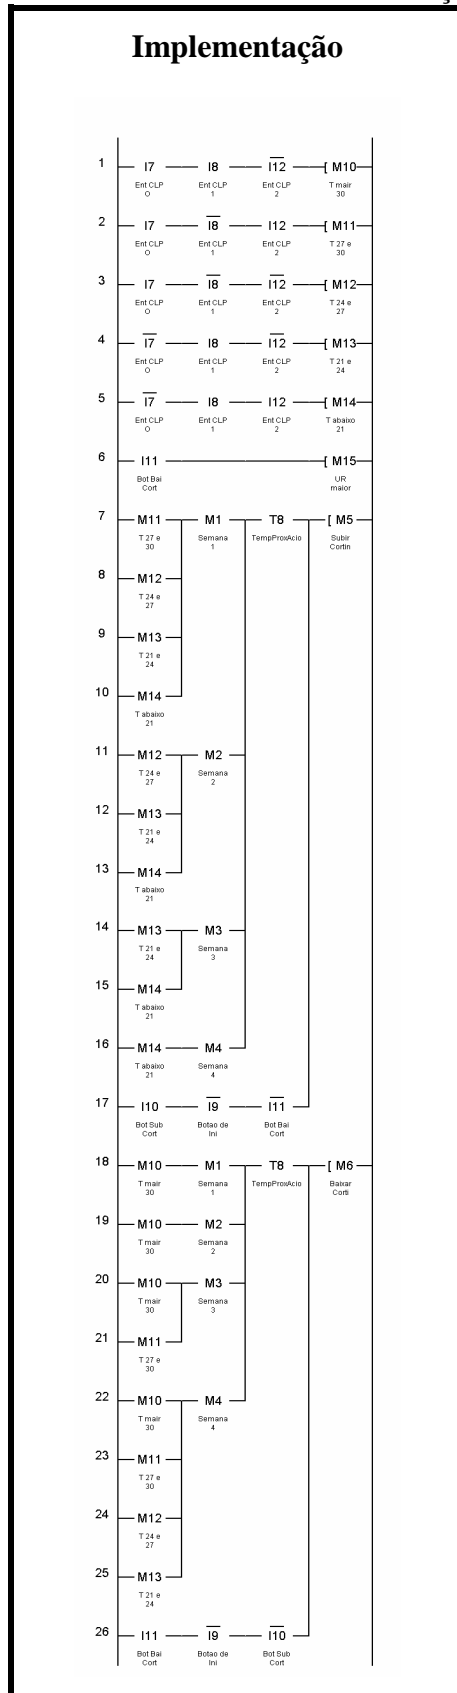 Implementação
1 I7 I8 I12 [ M10
Ent CLP Ent CLP Ent CLP T mair
0 1 2 30
2 I7 I8 I12 [ M11
Ent CLP Ent CLP Ent CLP T 27 e
0 1 2 30
3 I7 I8 I12 [ M12
Ent CLP Ent CLP Ent CLP T 24 e
0 1 2 27
4 I7 I8 I12 [ M13
Ent CLP Ent CLP Ent CLP T 21 e
0 1 2 24
5 I7 I8 I12 [ M14
Ent CLP Ent CLP Ent CLP T abaixo
0 1 2 21
6 I11 [ M15
Bot Bai UR
Cort maior
7 M11 M1 T8 [ M5
T 27 e Semana TempProxAcio Subir
30 1 Cortin
8 M12
T 24 e
27
9 M13
T 21 e
24
10 M14
T abaixo
21
11 M12 M2
T 24 e Semana
27 2
12 M13
T 21 e
24
13 M14
T abaixo
21
14 M13 M3
T 21 e Semana
24 3
15 M14
T abaixo
21
16 M14 M4
T abaixo Semana
21 4
17 I10 I9 I11
Bot Sub Botao de Bot Bai
Cort Ini Cort
18 M10 M1 T8 [ M6
T mair Semana TempProxAcio Baixar
30 1 Corti
19 M10 M2
T mair Semana
30 2
20 M10 M3
T mair Semana
30 3
21 M11
T 27 e
30
22 M10 M4
T mair Semana
30 4
23 M11
T 27 e
30
24 M12
T 24 e
27
25 M13
T 21 e
24
26 I11 I9 I10
Bot Bai Botao de Bot Sub
Cort Ini Cort